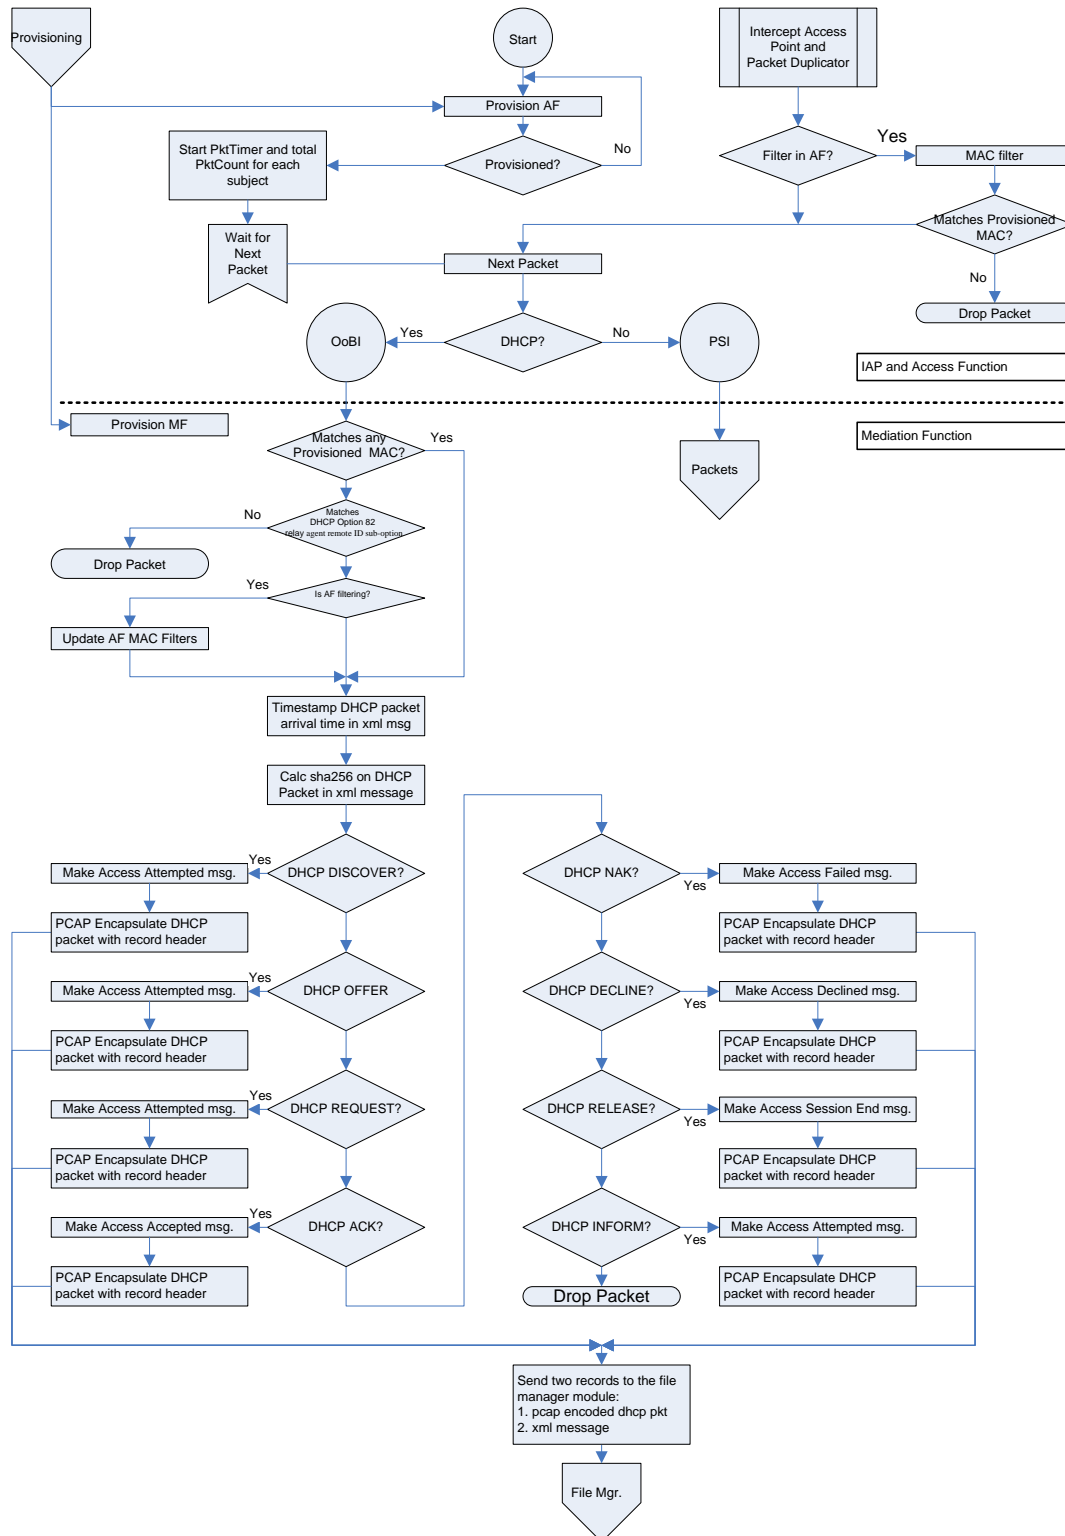 Provisioning
Start
Intercept Access
Point and
Packet Duplicator
Provision AF
Start PktTimer and total
PktCount for each
subject
Provisioned?
No
Filter in AF?
Yes
MAC filter
Matches Provisioned
MAC?
Wait for
Next
Packet
Next Packet
No
Drop Packet
OoBI
Yes
DHCP?
No
PSI
IAP and Access Function
Provision MF
Matches any
Provisioned MAC?
Yes
Mediation Function
Packets
Matches
DHCP Option 82
relay agent remote ID sub-option
No
Drop Packet
Is AF filtering?
Yes
Update AF MAC Filters
Timestamp DHCP packet
arrival time in xml msg
Calc sha256 on DHCP
Packet in xml message
DHCP DISCOVER?
Yes
Make Access Attempted msg.
PCAP Encapsulate DHCP
packet with record header
DHCP OFFER
Yes
Make Access Attempted msg.
PCAP Encapsulate DHCP
packet with record header
DHCP REQUEST?
Yes
Make Access Attempted msg.
PCAP Encapsulate DHCP
packet with record header
DHCP ACK?
Yes
Make Access Accepted msg.
PCAP Encapsulate DHCP
packet with record header
DHCP NAK?
Yes
Make Access Failed msg.
PCAP Encapsulate DHCP
packet with record header
DHCP DECLINE?
Yes
Make Access Declined msg.
PCAP Encapsulate DHCP
packet with record header
DHCP RELEASE?
Yes
Make Access Session End msg.
PCAP Encapsulate DHCP
packet with record header
DHCP INFORM?
Yes
Make Access Attempted msg.
PCAP Encapsulate DHCP
packet with record header
Drop Packet
Send two records to the file
manager module:
1. pcap encoded dhcp pkt
2. xml message
File Mgr.